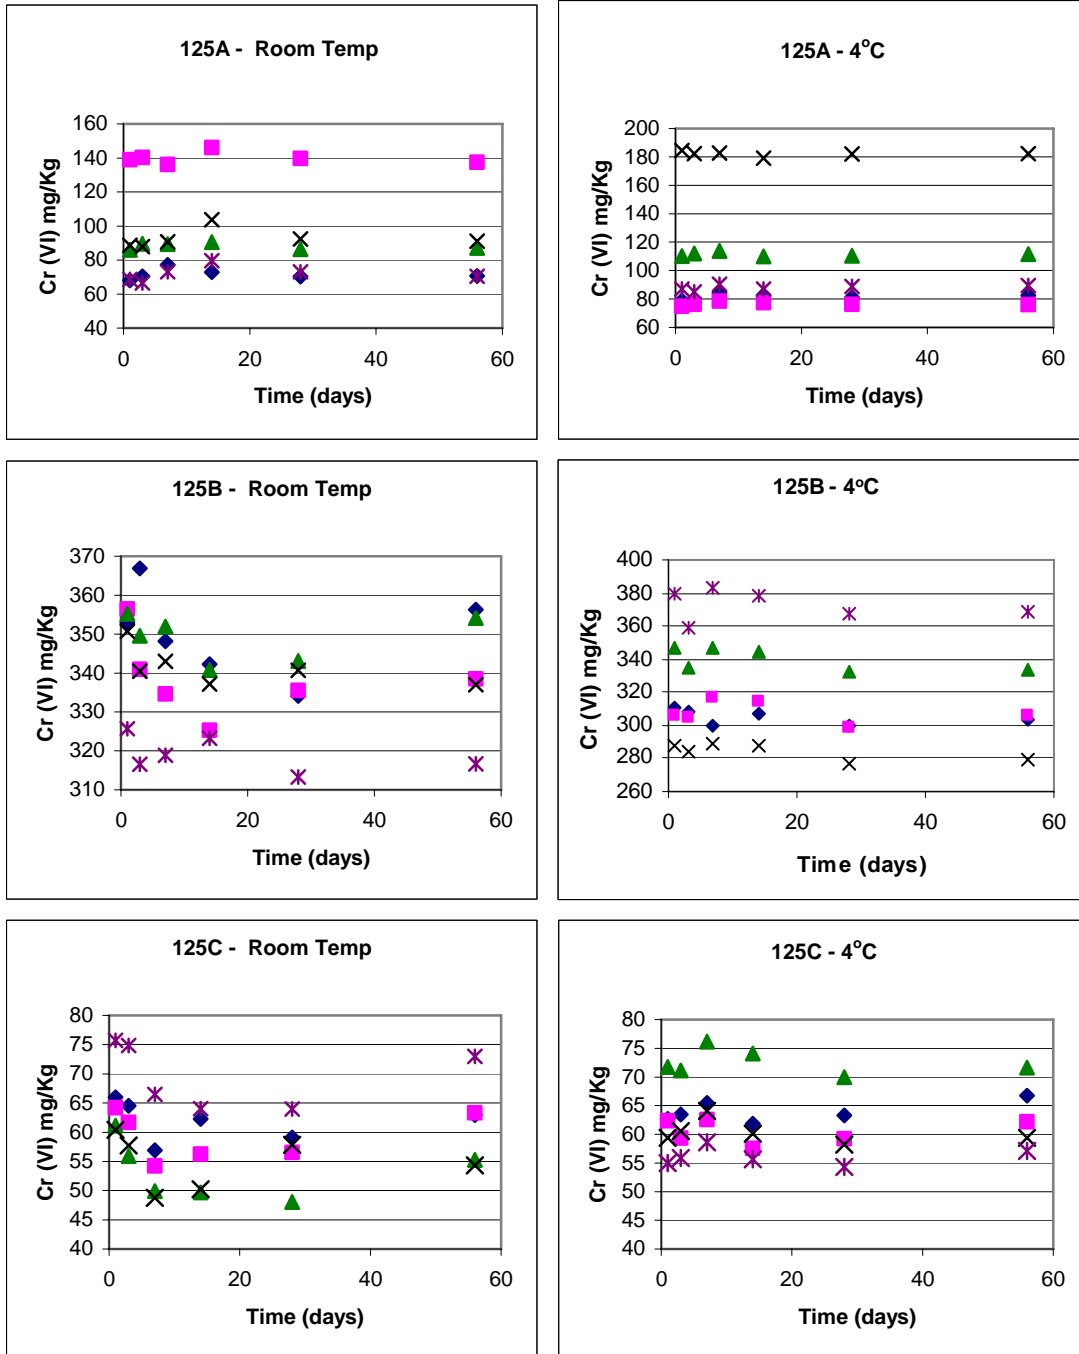 125A - Room Temp
Cr (VI) mg/Kg
160
140
120
100
80
60
40
0 20 40 60
Time (days)
125A - 4°C
Cr (VI) mg/Kg
200
180
160
140
120
100
80
60
0 20 40 60
Time (days)
125B - Room Temp
Cr (VI) mg/Kg
370
360
350
340
330
320
310
0 20 40 60
Time (days)
125B - 4°C
Cr (VI) mg/Kg
400
380
360
340
320
300
280
260
0 20 40 60
Time (days)
125C - Room Temp
Cr (VI) mg/Kg
80
75
70
65
60
55
50
45
40
0 20 40 60
Time (days)
125C - 4°C
Cr (VI) mg/Kg
80
75
70
65
60
55
50
45
40
0 20 40 60
Time (days)